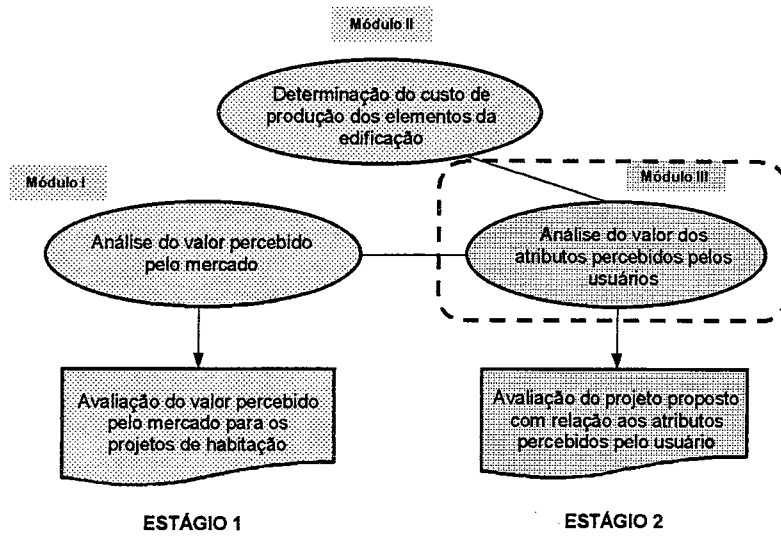 Módulo II
Determinação do custo de
produção dos elementos da
edificação
Módulo I
Módulo III
Análise do valor percebido
pelo mercado
Análise do valor dos
atributos percebidos pelos
usuários
Avaliação do valor percebido
pelo mercado para os
projetos de habitação
Avaliação do projeto proposto
com relação aos atributos
percebidos pelo usuário
ESTÁGIO 1
ESTÁGIO 2